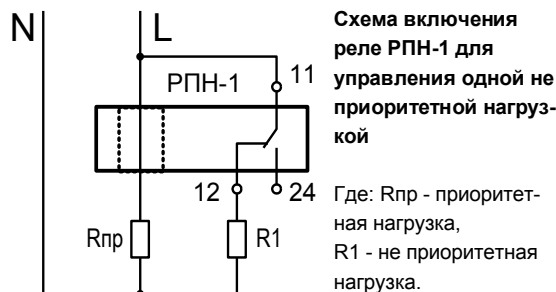 N
L
РПН-1
11
12
24
Rпр
R1
Схема включения
реле РПН-1 для
управления одной не
приоритетной нагруз-
кой
Где: Rпр - приоритет-
ная нагрузка,
R1 - не приоритетная
нагрузка.